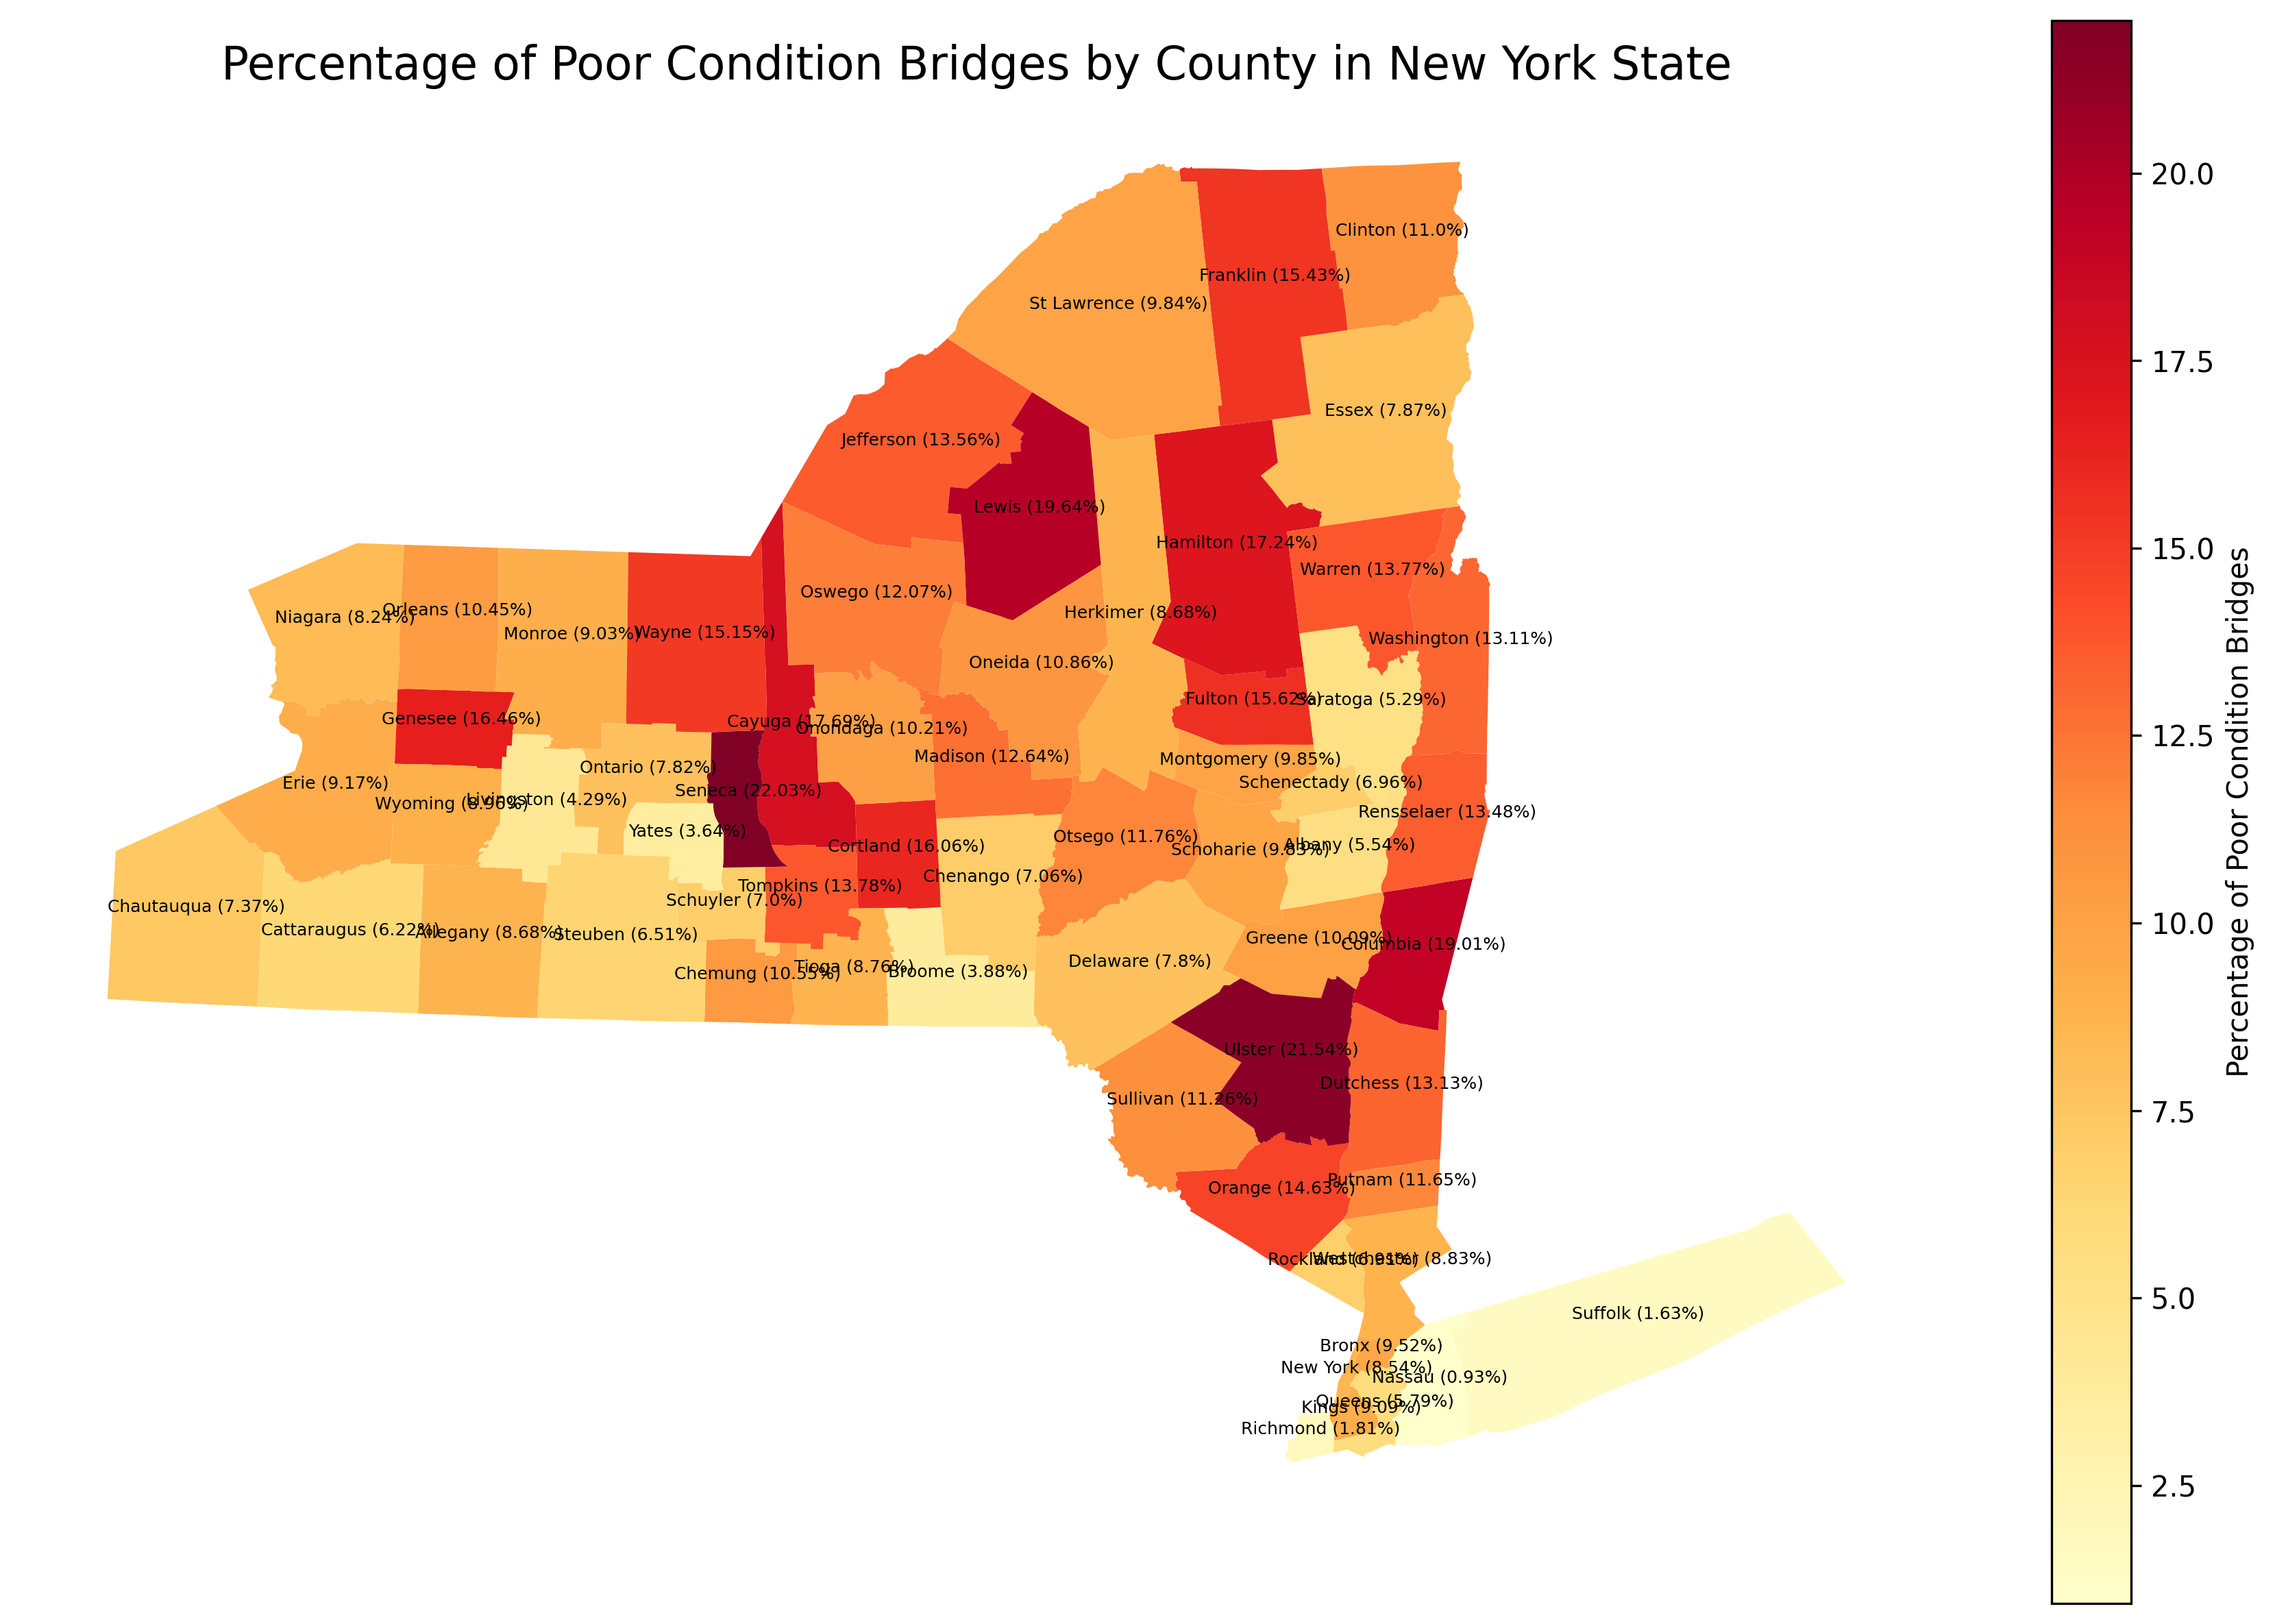 Percentage of Poor Condition Bridges by County in New York State
Clinton (11.0%)
Franklin (15.43%)
St Lawrence (9.84%)
Essex (7.87%)
Jefferson (13.56%)
Lewis (19.64%)
Hamilton (17.24%)
Warren (13.77%)
Oswego (12.07%)
Orleans (10.45%)
Niagara (8.24%)
Herkimer (8.68%)
Monroe (9.03%)
Wayne (15.15%)
Washington (13.11%)
Oneida (10.86%)
Fulton (15.62%)
Saratoga (5.29%)
Genesee (16.46%)
Cayuga (17.69%)
Onondaga (10.21%)
Madison (12.64%)
Montgomery (9.85%)
Ontario (7.82%)
Erie (9.17%)
Schenectady (6.96%)
Seneca (22.03%)
Livingston (4.29%)
Wyoming (8.96%)
Rensselaer (13.48%)
Yates (3.64%)
Otsego (11.76%)
Cortland (16.06%)
Albany (5.54%)
Schoharie (9.83%)
Chenango (7.06%)
Tompkins (13.78%)
Schuyler (7.0%)
Chautauqua (7.37%)
Cattaraugus (6.22%)
Allegany (8.68%)
Steuben (6.51%)
Greene (10.09%)
Columbia (19.01%)
Delaware (7.8%)
Tioga (8.76%)
Broome (3.88%)
Chemung (10.55%)
Ulster (21.54%)
Dutchess (13.13%)
Sullivan (11.26%)
Putnam (11.65%)
Orange (14.63%)
Rockland (6.91%)
Westchester (8.83%)
Suffolk (1.63%)
Bronx (9.52%)
New York (8.54%)
Nassau (0.93%)
Queens (5.79%)
Kings (9.09%)
Richmond (1.81%)
20.0
17.5
15.0
12.5
10.0
7.5
5.0
2.5
Percentage of Poor Condition Bridges